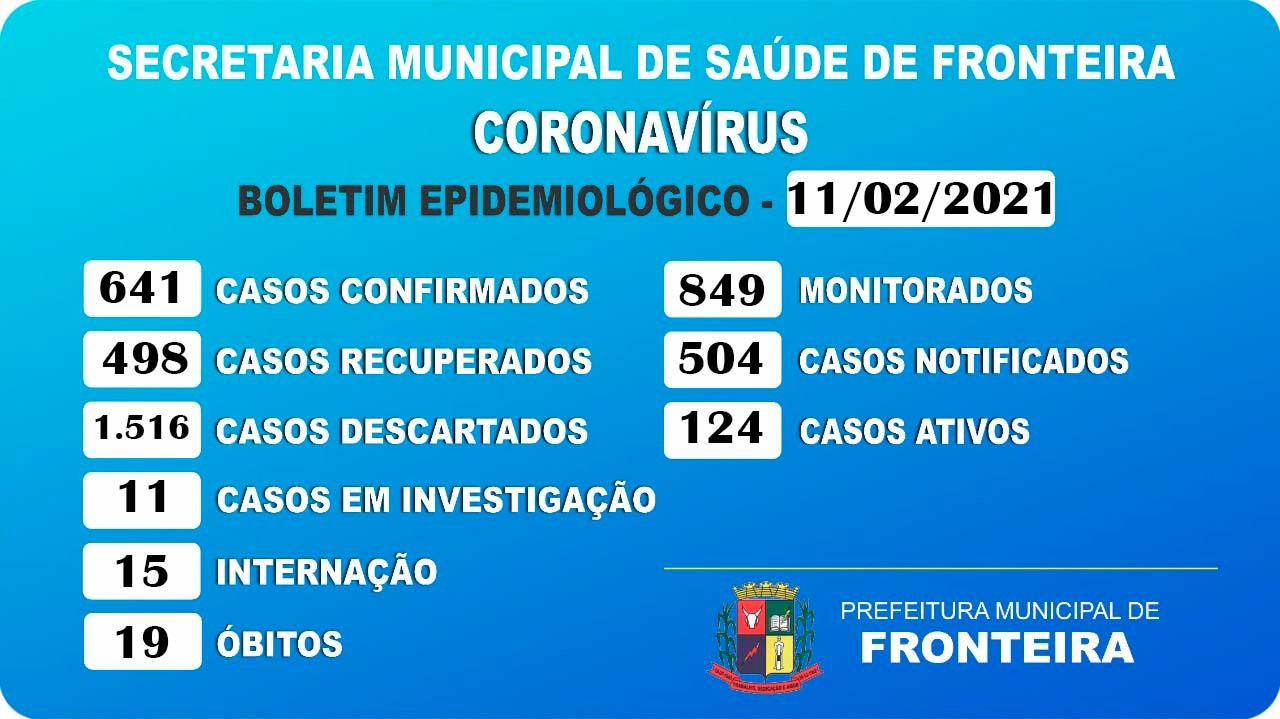 SECRETARIA MUNICIPAL DE SAÚDE DE FRONTEIRA
CORONAVÍRUS
BOLETIM EPIDEMIOLÓGICO - 11/02/2021
641 CASOS CONFIRMADOS
498 CASOS RECUPERADOS
1.516 CASOS DESCARTADOS
11 CASOS EM INVESTIGAÇÃO
15 INTERNAÇÃO
19 ÓBITOS
849 MONITORADOS
504 CASOS NOTIFICADOS
124 CASOS ATIVOS
PREFEITURA MUNICIPAL DE
FRONTEIRA